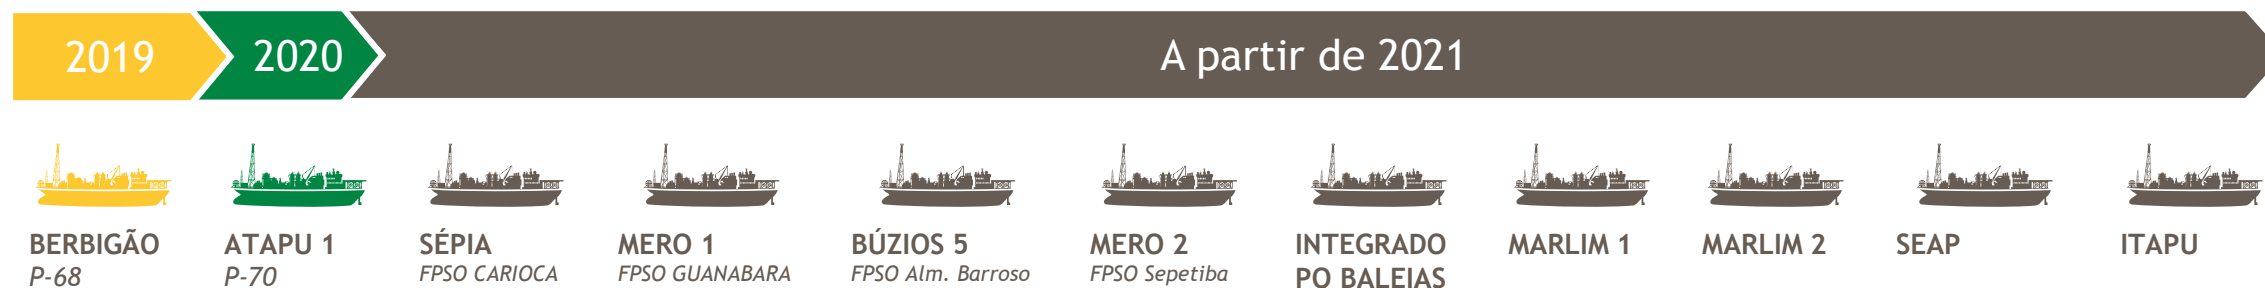 2019
2020
A partir de 2021
BERBIGÃO
P-68
ATAPU 1
P-70
SÉPIA
FPSO CARIOCA
MERO 1
FPSO GUANABARA
BÚZIOS 5
FPSO Alm. Barroso
MERO 2
FPSO Sepetiba
INTEGRADO
PQ BALEIAS
MARLIM 1
MARLIM 2
SEAP
ITAPU